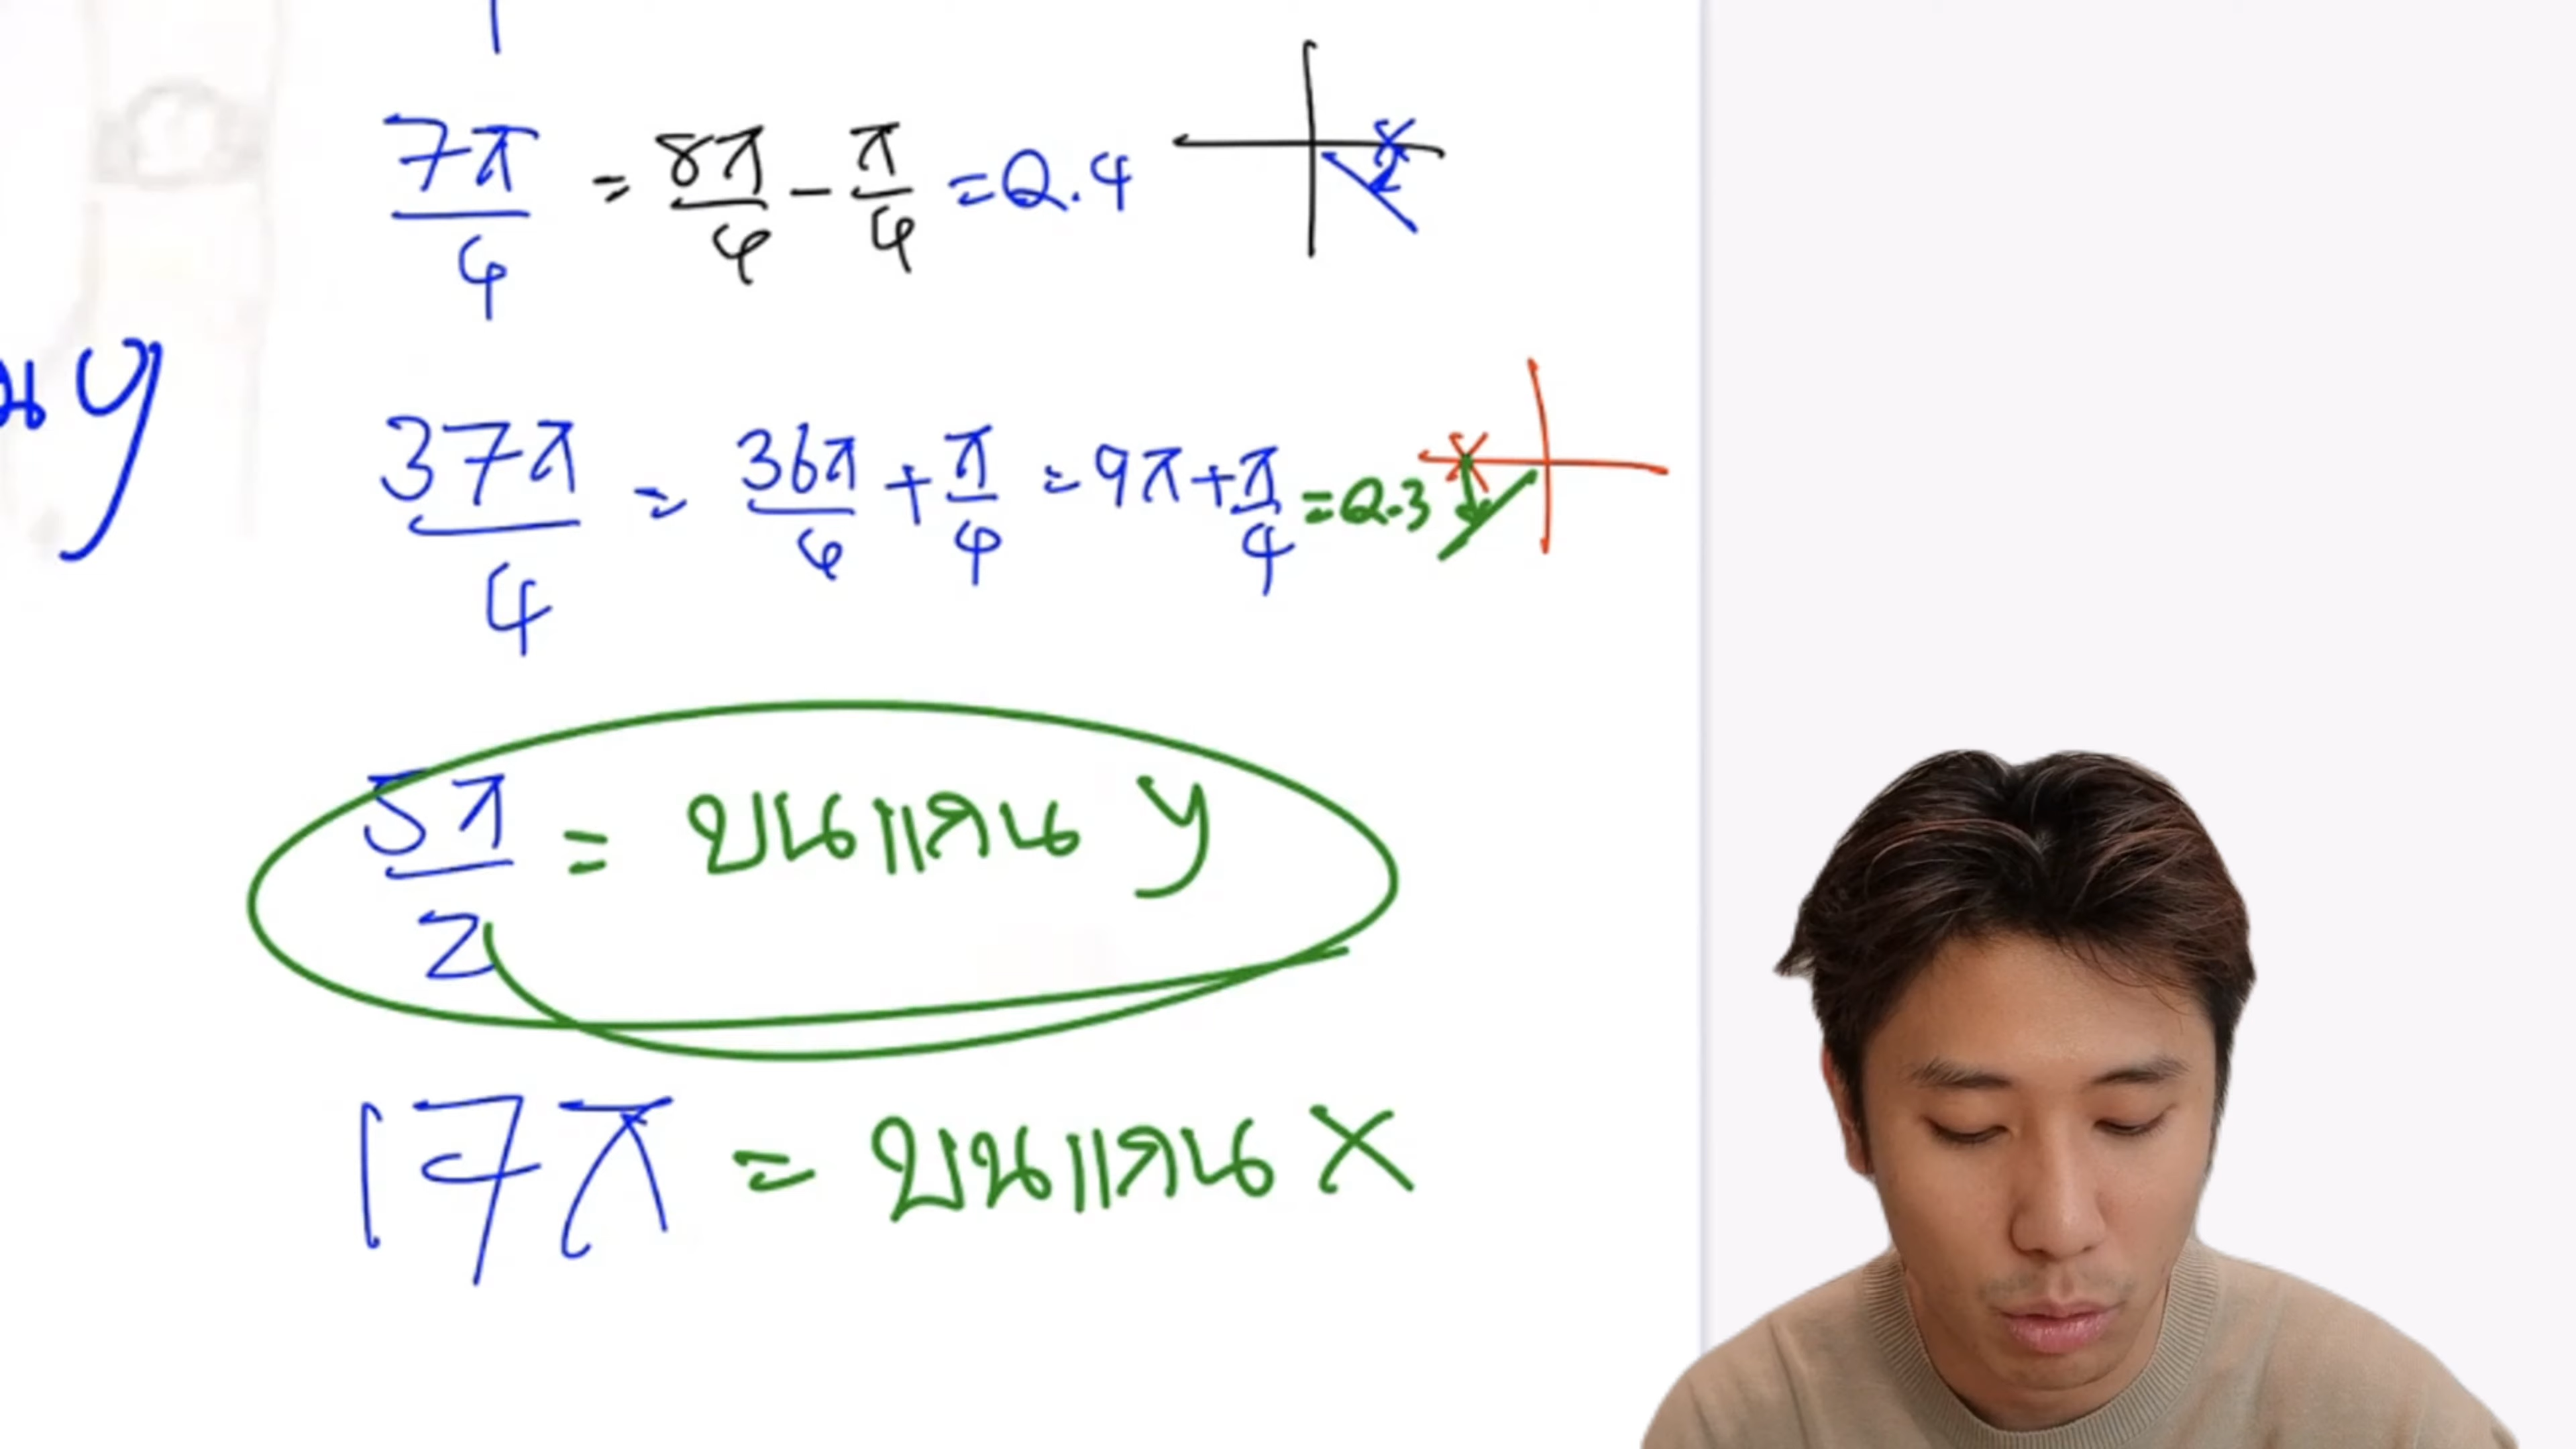 7π/4 = 8π/4 - π/4 = Q.4
y
37π/4 = 36π/4 + π/4 = 9π + π/4 = Q.3
5π/2 = บนแกน y
17π = บนแกน X